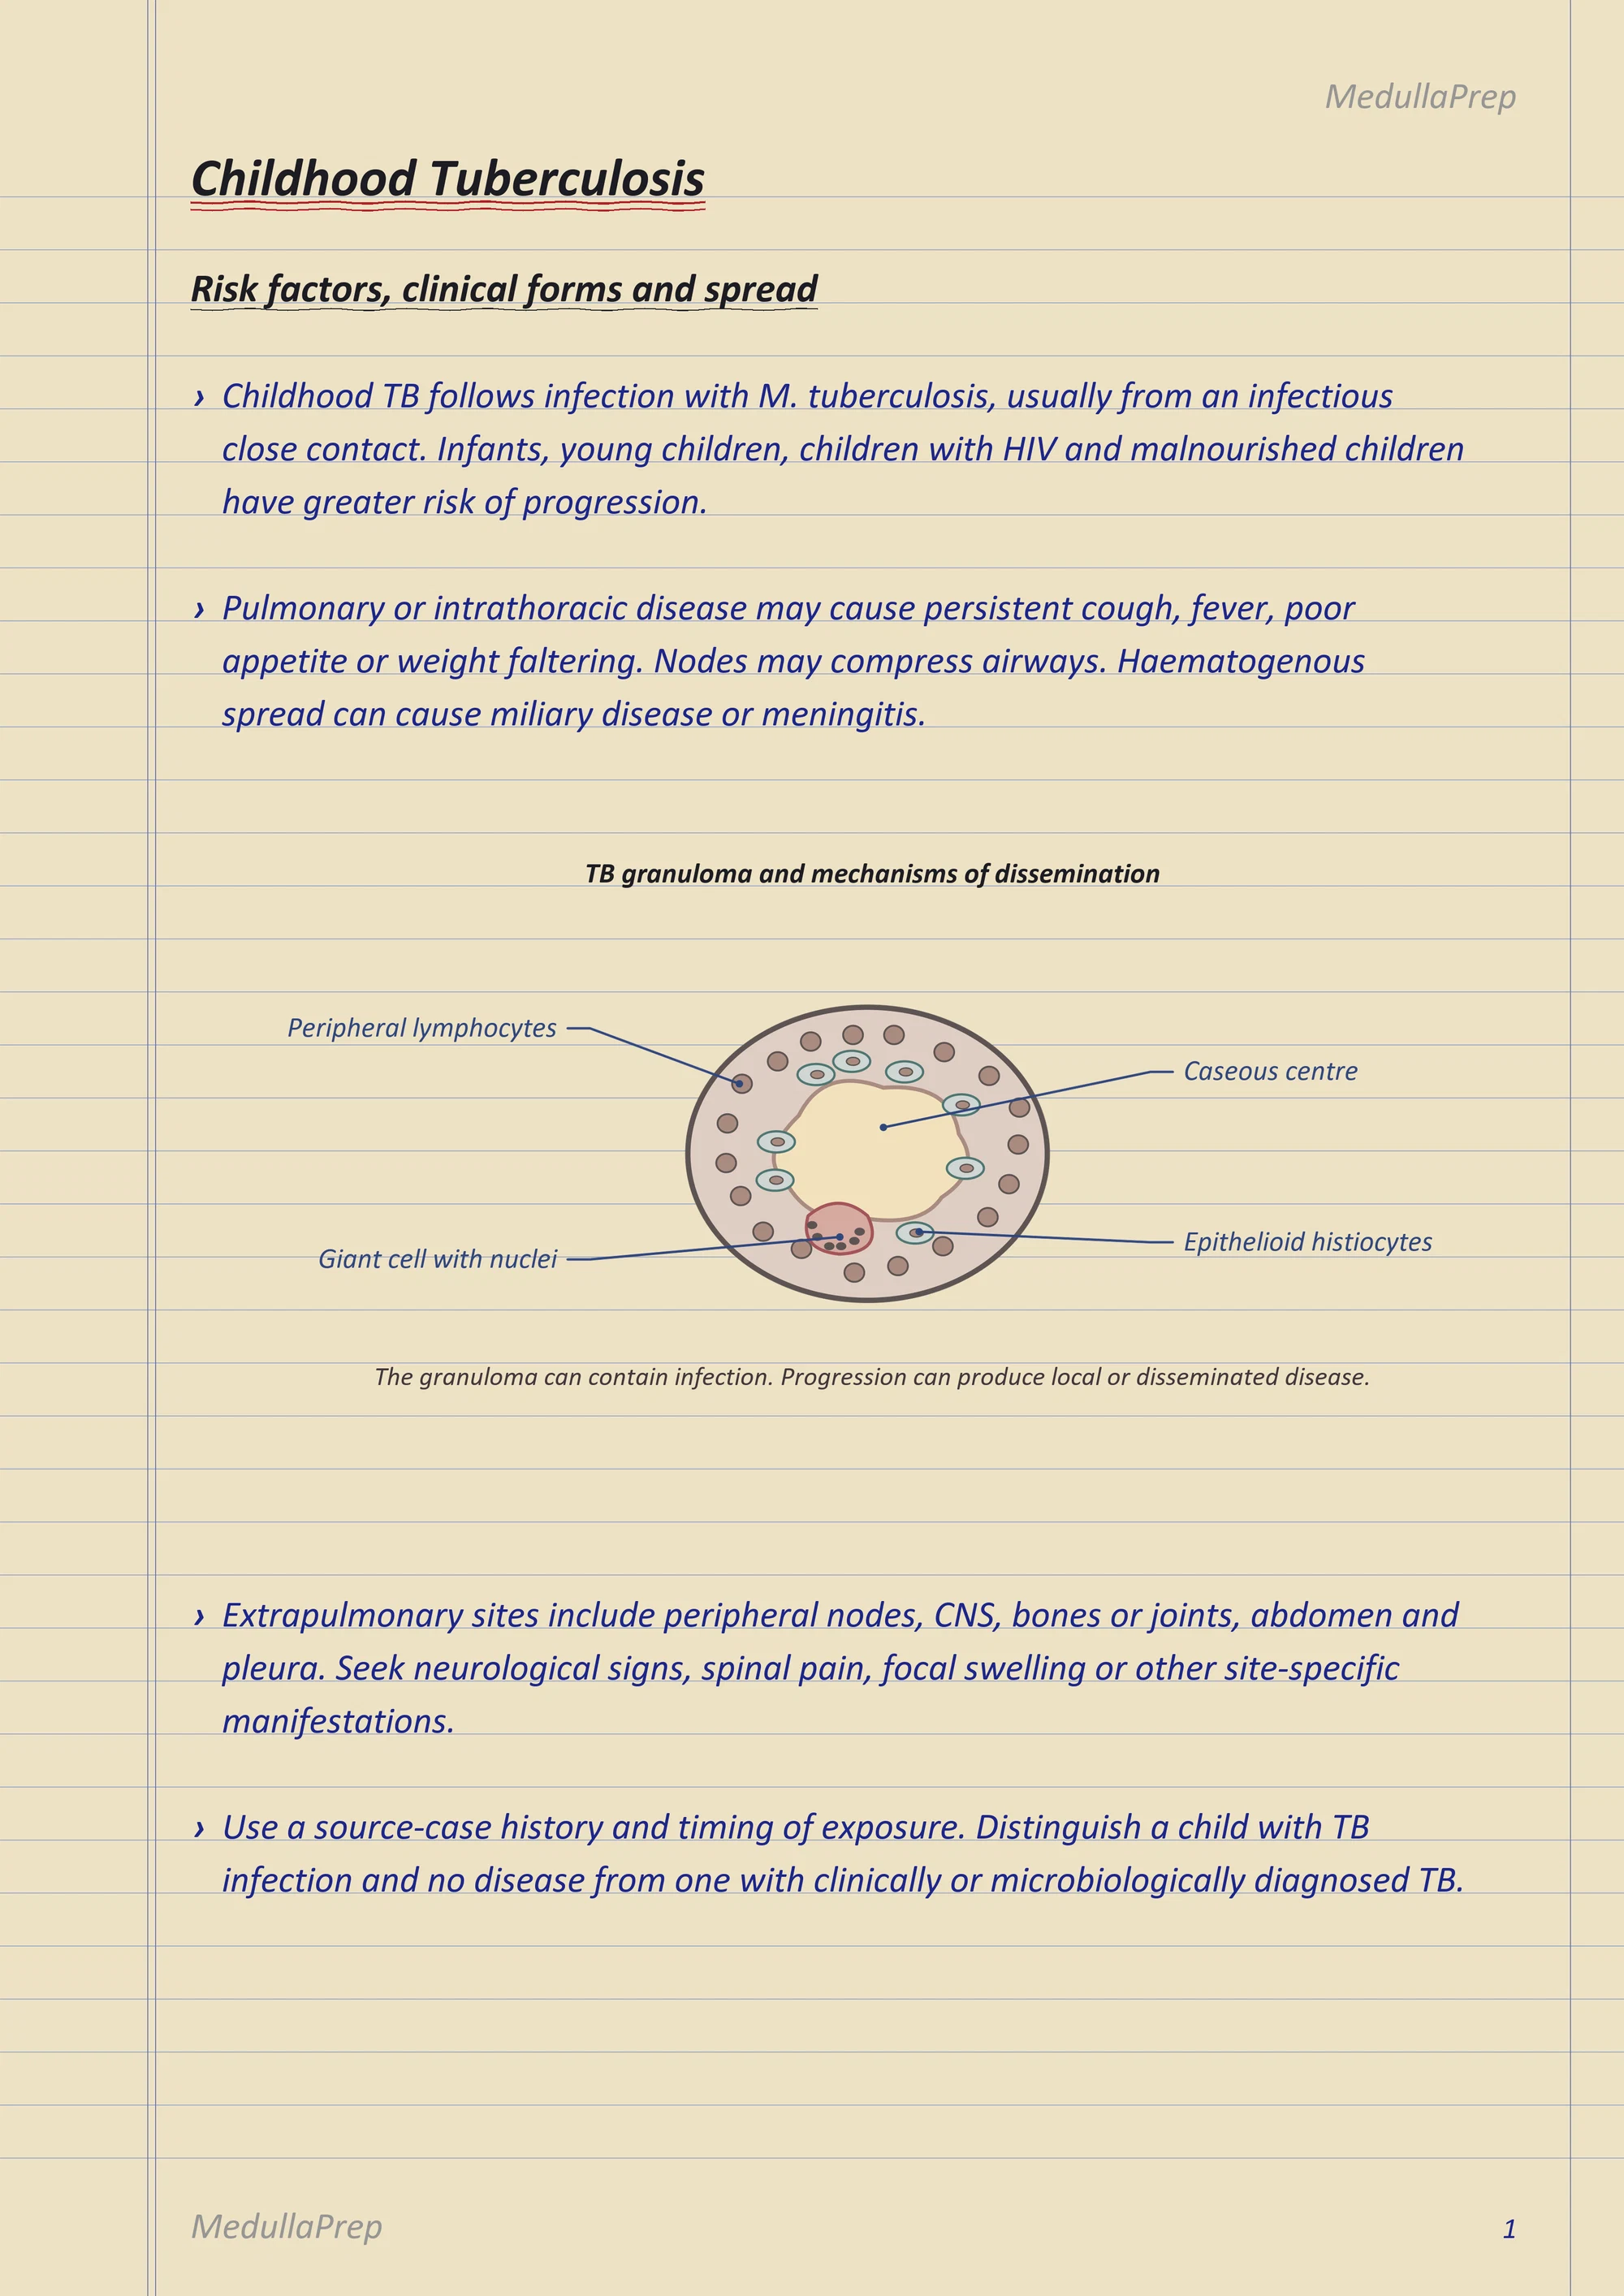 MedullaPrep
Childhood Tuberculosis
Risk factors, clinical forms and spread
› Childhood TB follows infection with M. tuberculosis, usually from an infectious
close contact. Infants, young children, children with HIV and malnourished children
have greater risk of progression.
› Pulmonary or intrathoracic disease may cause persistent cough, fever, poor
appetite or weight faltering. Nodes may compress airways. Haematogenous
spread can cause miliary disease or meningitis.
TB granuloma and mechanisms of dissemination
Peripheral lymphocytes
Caseous centre
Giant cell with nuclei
Epithelioid histiocytes
The granuloma can contain infection. Progression can produce local or disseminated disease.
› Extrapulmonary sites include peripheral nodes, CNS, bones or joints, abdomen and
pleura. Seek neurological signs, spinal pain, focal swelling or other site-specific
manifestations.
› Use a source-case history and timing of exposure. Distinguish a child with TB
infection and no disease from one with clinically or microbiologically diagnosed TB.
MedullaPrep
1